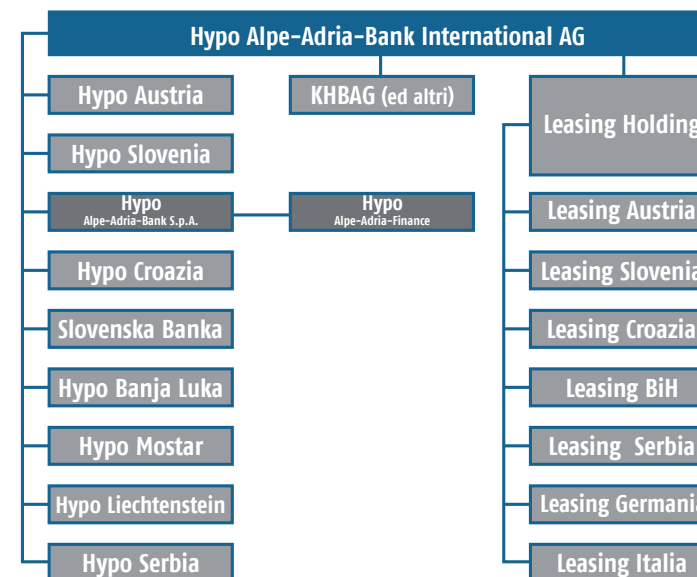 Hypo Alpe-Adria-Bank International AG
Hypo Austria
Hypo Slovenia
Hypo
Alpe-Adria-Bank S.p.A.
Hypo Croazia
Slovenska Banka
Hypo Banja Luka
Hypo Mostar
Hypo Liechtenstein
Hypo Serbia
KHBAG (ed altri)
Hypo
Alpe-Adria-Finance
Leasing Holding
Leasing Austria
Leasing Slovenia
Leasing Croazia
Leasing BiH
Leasing Serbia
Leasing Germania
Leasing Italia